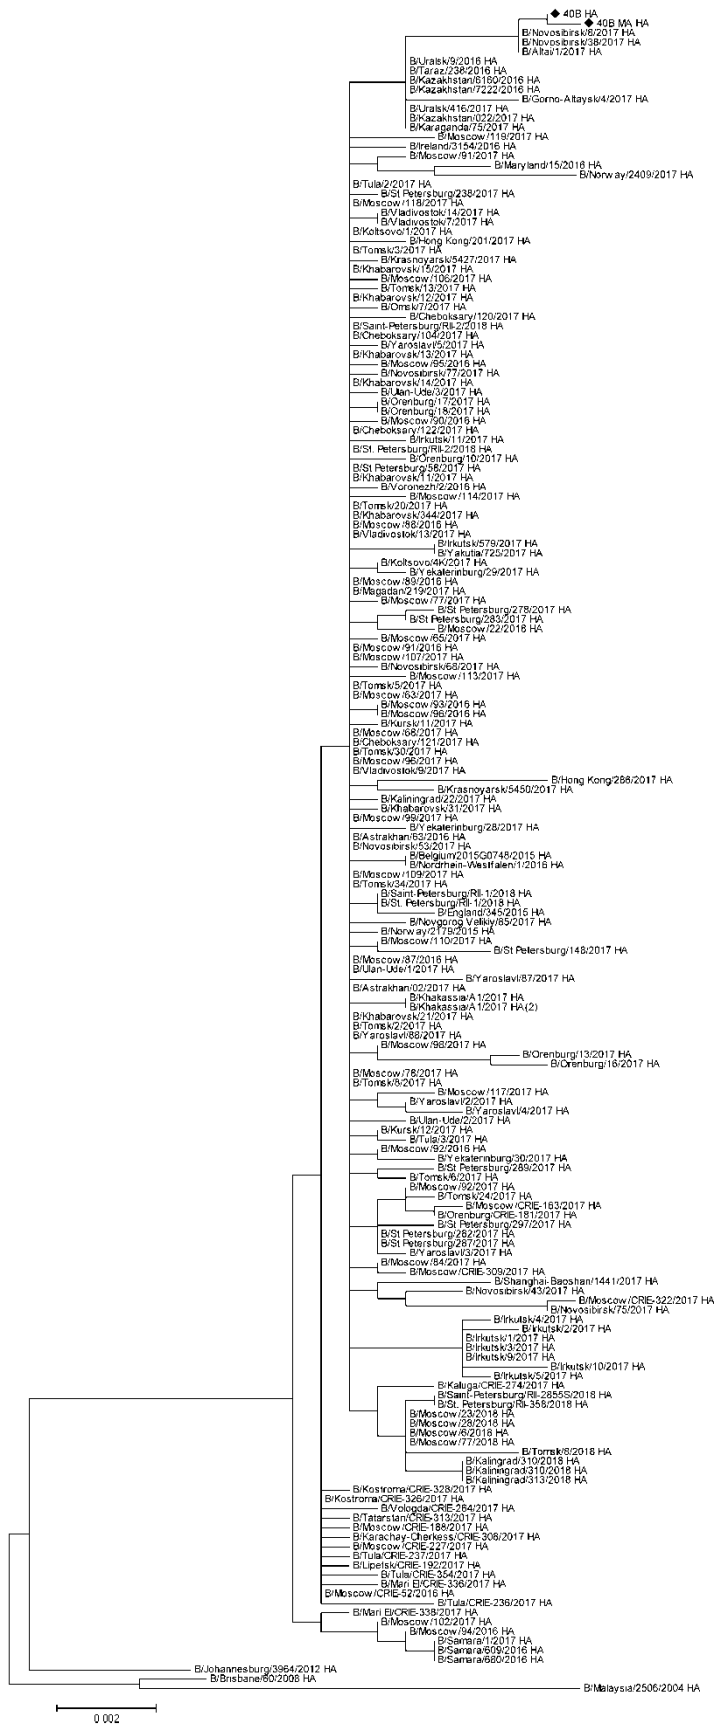 40B HA
40B MA HA
B/Novosibirsk/8/2017 HA
B/Novosibirsk/38/2017 HA
B/Altai/1/2017 HA
B/Uralsk/9/2016 HA
B/Taraz/236/2016 HA
B/Kazakhstan/6160/2016 HA
B/Kazakhstan/7222/2016 HA
B/Gorno-Altaysk/4/2017 HA
B/Uralsk/416/2017 HA
B/Kazakhstan/022/2017 HA
B/Karaganda/75/2017 HA
B/Moscow/119/2017 HA
B/Ireland/3154/2016 HA
B/Moscow/91/2017 HA
B/Maryland/15/2016 HA
B/Norway/2409/2017 HA
B/Tula/2/2017 HA
B/St Petersburg/238/2017 HA
B/Moscow/118/2017 HA
B/Vladivostok/14/2017 HA
B/Vladivostok/7/2017 HA
B/Koltsovo/1/2017 HA
B/Hong Kong/201/2017 HA
B/Tomsk/3/2017 HA
B/Krasnoyarsk/5427/2017 HA
B/Khabarovsk/15/2017 HA
B/Moscow/106/2017 HA
B/Tomsk/13/2017 HA
B/Khabarovsk/12/2017 HA
B/Omsk/7/2017 HA
B/Cheboksary/120/2017 HA
B/Saint-Petersburg/RII-2/2018 HA
B/Cheboksary/104/2017 HA
B/Yaroslavl/5/2017 HA
B/Khabarovsk/13/2017 HA
B/Moscow/95/2016 HA
B/Novosibirsk/77/2017 HA
B/Khabarovsk/14/2017 HA
B/Ulan-Ude/3/2017 HA
B/Orenburg/17/2017 HA
B/Orenburg/18/2017 HA
B/Moscow/90/2016 HA
B/Cheboksary/122/2017 HA
B/Irkutsk/11/2017 HA
B/St. Petersburg/RII-2/2018 HA
B/Orenburg/10/2017 HA
B/St Petersburg/56/2017 HA
B/Khabarovsk/11/2017 HA
B/Voronezh/2/2016 HA
B/Moscow/114/2017 HA
B/Tomsk/20/2017 HA
B/Khabarovsk/344/2017 HA
B/Moscow/88/2016 HA
B/Vladivostok/13/2017 HA
B/Irkutsk/579/2017 HA
B/Yakutia/725/2017 HA
B/Koltsovo/4K/2017 HA
B/Yekaterinburg/29/2017 HA
B/Moscow/89/2016 HA
B/Magadan/219/2017 HA
B/Moscow/77/2017 HA
B/St Petersburg/278/2017 HA
B/St Petersburg/283/2017 HA
B/Moscow/22/2016 HA
B/Moscow/65/2017 HA
B/Moscow/91/2016 HA
B/Moscow/107/2017 HA
B/Novosibirsk/68/2017 HA
B/Moscow/113/2017 HA
B/Tomsk/5/2017 HA
B/Moscow/63/2017 HA
B/Moscow/93/2016 HA
B/Moscow/96/2016 HA
B/Kursk/11/2017 HA
B/Moscow/66/2017 HA
B/Cheboksary/121/2017 HA
B/Tomsk/30/2017 HA
B/Moscow/96/2017 HA
B/Vladivostok/9/2017 HA
B/Hong Kong/286/2017 HA
B/Krasnoyarsk/5450/2017 HA
B/Kaliningrad/22/2017 HA
B/Khabarovsk/31/2017 HA
B/Moscow/99/2017 HA
B/Yekaterinburg/28/2017 HA
B/Astrakhan/63/2016 HA
B/Novosibirsk/53/2017 HA
B/Belgium/2015G0748/2015 HA
B/Nordrhein-Westfalen/1/2016 HA
B/Moscow/109/2017 HA
B/Tomsk/34/2017 HA
B/Saint-Petersburg/RII-1/2018 HA
B/St. Petersburg/RII-1/2018 HA
B/England/345/2015 HA
B/Novgorog Velikiy/85/2017 HA
B/Norway/2179/2015 HA
B/Moscow/110/2017 HA
B/St Petersburg/148/2017 HA
B/Moscow/87/2016 HA
B/Ulan-Ude/1/2017 HA
B/Yaroslavl/87/2017 HA
B/Astrakhan/02/2017 HA
B/Khakassia/A1/2017 HA
B/Khakassia/A1/2017 HA(2)
B/Khabarovsk/21/2017 HA
B/Tomsk/2/2017 HA
B/Yaroslavl/88/2017 HA
B/Moscow/98/2017 HA
B/Orenburg/13/2017 HA
B/Orenburg/16/2017 HA
B/Moscow/76/2017 HA
B/Tomsk/8/2017 HA
B/Moscow/117/2017 HA
B/Yaroslavl/2/2017 HA
B/Yaroslavl/4/2017 HA
B/Ulan-Ude/2/2017 HA
B/Kursk/12/2017 HA
B/Tula/3/2017 HA
B/Moscow/92/2016 HA
B/Yekaterinburg/30/2017 HA
B/St Petersburg/289/2017 HA
B/Tomsk/6/2017 HA
B/Moscow/92/2017 HA
B/Tomsk/24/2017 HA
B/Moscow/CRIE-163/2017 HA
B/Orenburg/CRIE-181/2017 HA
B/St Petersburg/297/2017 HA
B/St Petersburg/262/2017 HA
B/St Petersburg/287/2017 HA
B/Yaroslavl/3/2017 HA
B/Moscow/84/2017 HA
B/Moscow/CRIE-309/2017 HA
B/Shanghai-Baoshan/1441/2017 HA
B/Novosibirsk/43/2017 HA
B/Moscow/CRIE-322/2017 HA
B/Novosibirsk/75/2017 HA
B/Irkutsk/4/2017 HA
B/Irkutsk/2/2017 HA
B/Irkutsk/1/2017 HA
B/Irkutsk/3/2017 HA
B/Irkutsk/9/2017 HA
B/Irkutsk/10/2017 HA
B/Irkutsk/5/2017 HA
B/Kaluga/CRIE-274/2017 HA
B/Saint-Petersburg/RII-2855S/2018 HA
B/St. Petersburg/RII-358/2018 HA
B/Moscow/23/2018 HA
B/Moscow/28/2018 HA
B/Moscow/6/2018 HA
B/Moscow/77/2018 HA
B/Tomsk/8/2018 HA
B/Kalingrad/310/2018 HA
B/Kaliningrad/310/2018 HA
B/Kaliningrad/313/2018 HA
B/Kostroma/CRIE-328/2017 HA
B/Kostroma/CRIE-326/2017 HA
B/Vologda/CRIE-264/2017 HA
B/Tatarstan/CRIE-313/2017 HA
B/Moscow/CRIE-188/2017 HA
B/Karachay-Cherkess/CRIE-306/2017 HA
B/Moscow/CRIE-227/2017 HA
B/Tula/CRIE-237/2017 HA
B/Lipetsk/CRIE-192/2017 HA
B/Tula/CRIE-354/2017 HA
B/Mari El/CRIE-336/2017 HA
B/Moscow/CRIE-52/2016 HA
B/Tula/CRIE-236/2017 HA
B/Mari El/CRIE-338/2017 HA
B/Moscow/102/2017 HA
B/Moscow/94/2016 HA
B/Samara/1/2017 HA
B/Samara/609/2016 HA
B/Samara/680/2016 HA
B/Johannesburg/3964/2012 HA
B/Brisbane/60/2008 HA
B/Malaysia/2506/2004 HA
0.002